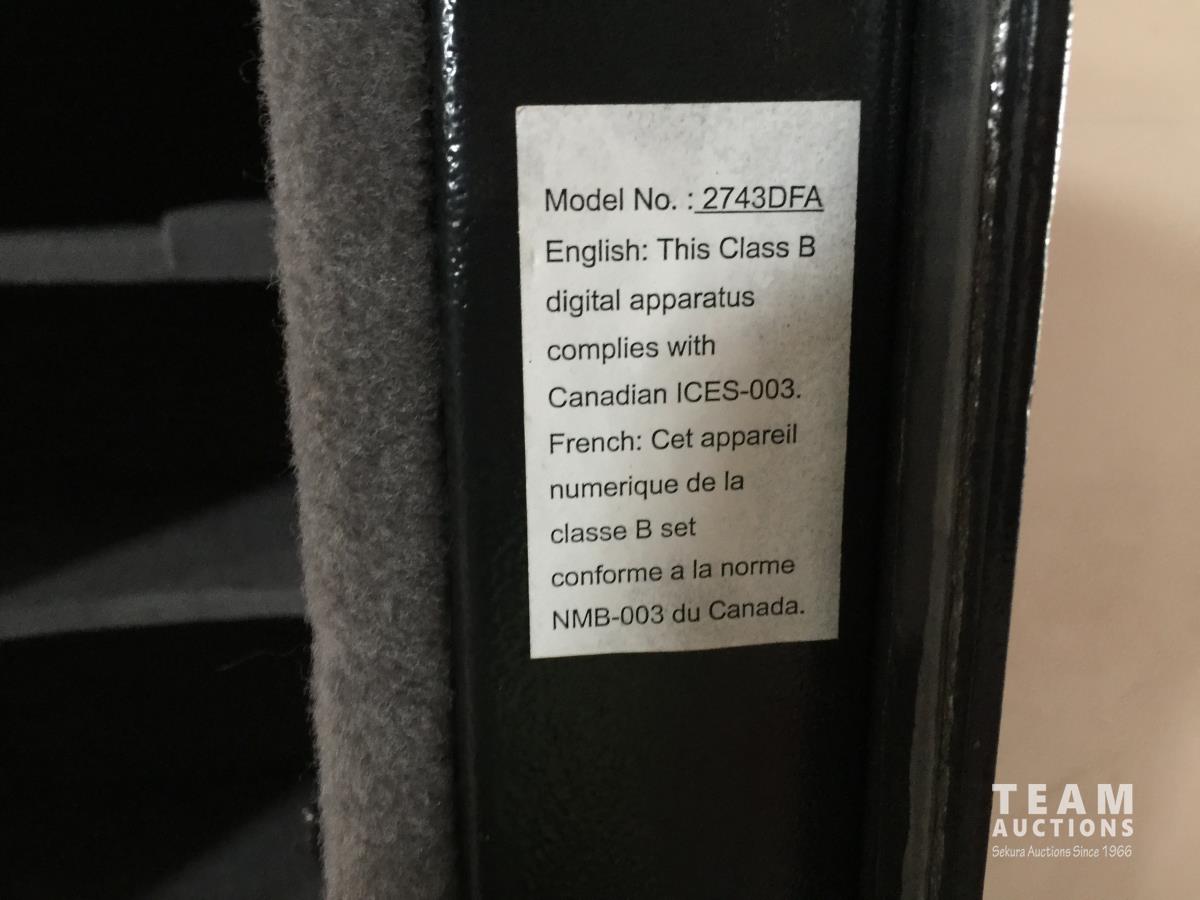 Model No. : 2743DFA
English: This Class B
digital apparatus
complies with
Canadian ICES-003.
French: Cet appareil
numerique de la
classe B set
conforme a la norme
NMB-003 du Canada.
TEAM
AUCTIONS
Sekura Auctions Since 1966